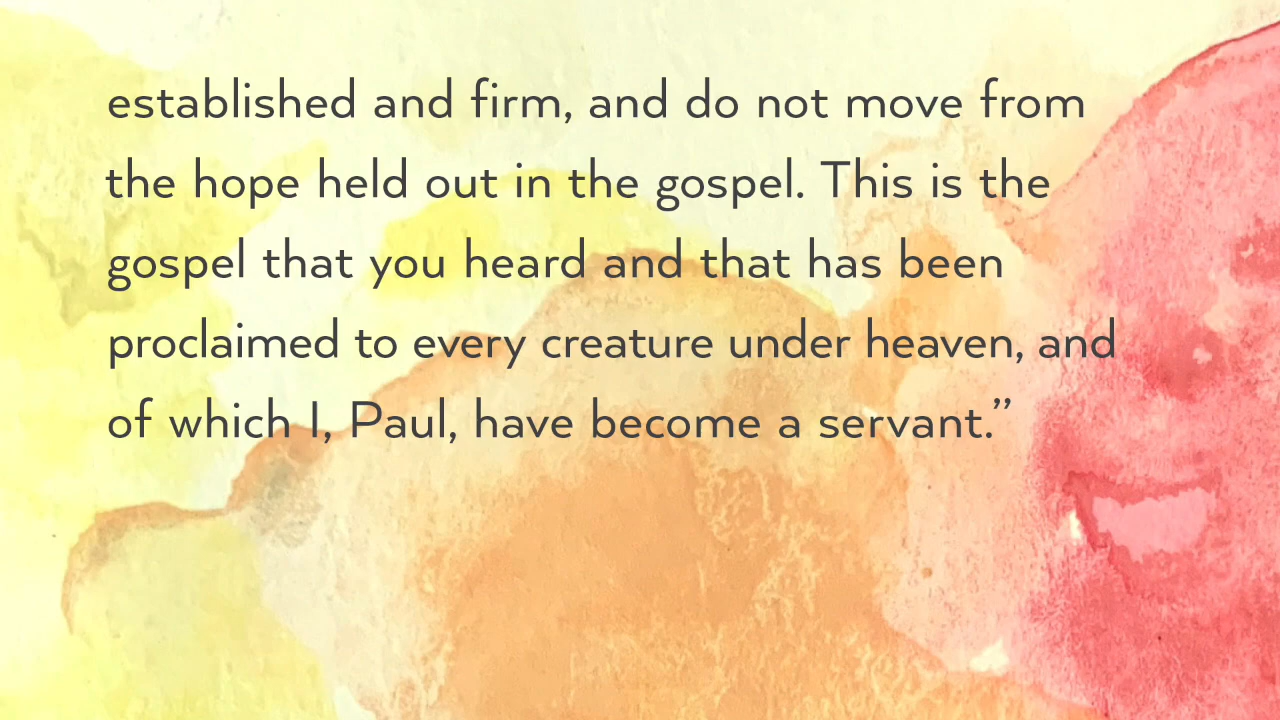 established and firm, and do not move from
the hope held out in the gospel. This is the
gospel that you heard and that has been
proclaimed to every creature under heaven, and
of which I, Paul, have become a servant.”